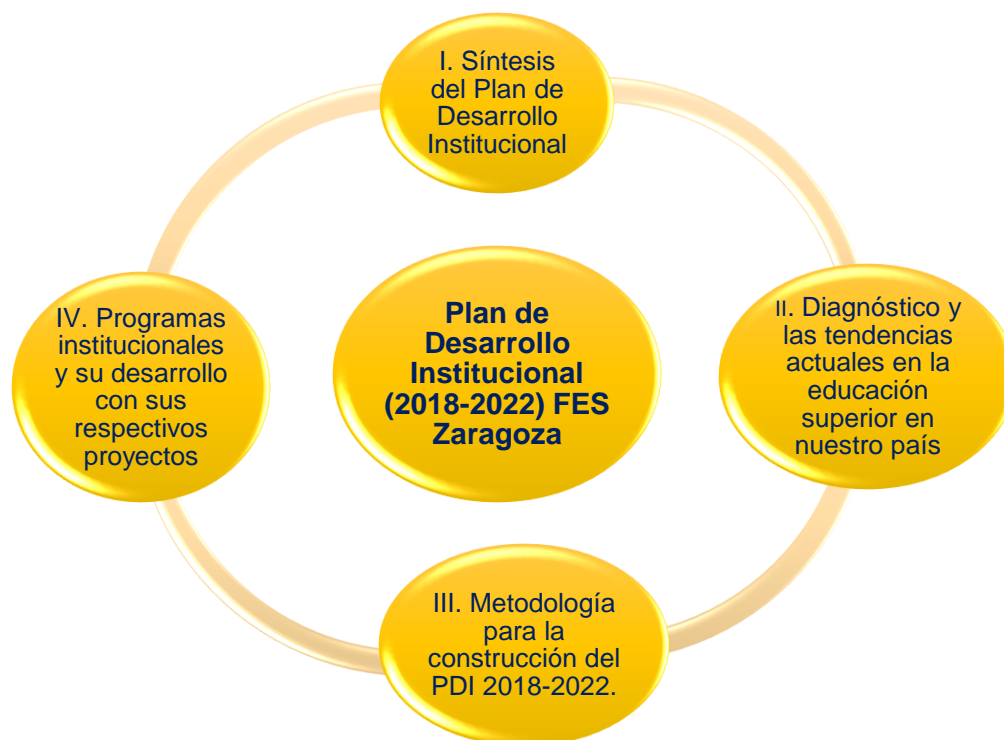 I. Síntesis
del Plan de
Desarrollo
Institucional
II. Diagnóstico y
las tendencias
actuales en la
educación
superior en
nuestro país
III. Metodología
para la
construcción del
PDI 2018-2022.
IV. Programas
institucionales
y su desarrollo
con sus
respectivos
proyectos
Plan de
Desarrollo
Institucional
(2018-2022) FES
Zaragoza